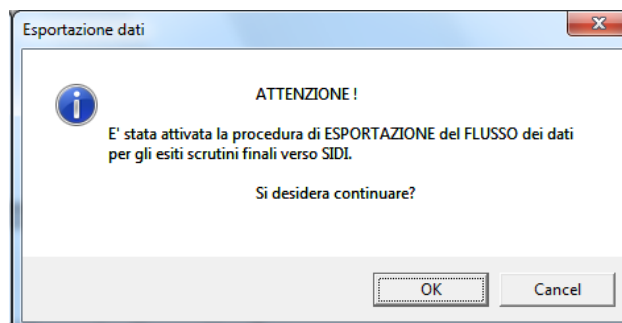 Esportazione dati
ATTENZIONE !
E' stata attivata la procedura di ESPORTAZIONE del FLUSSO dei dati
per gli esiti scrutini finali verso SIDI.
Si desidera continuare?
OK
Cancel